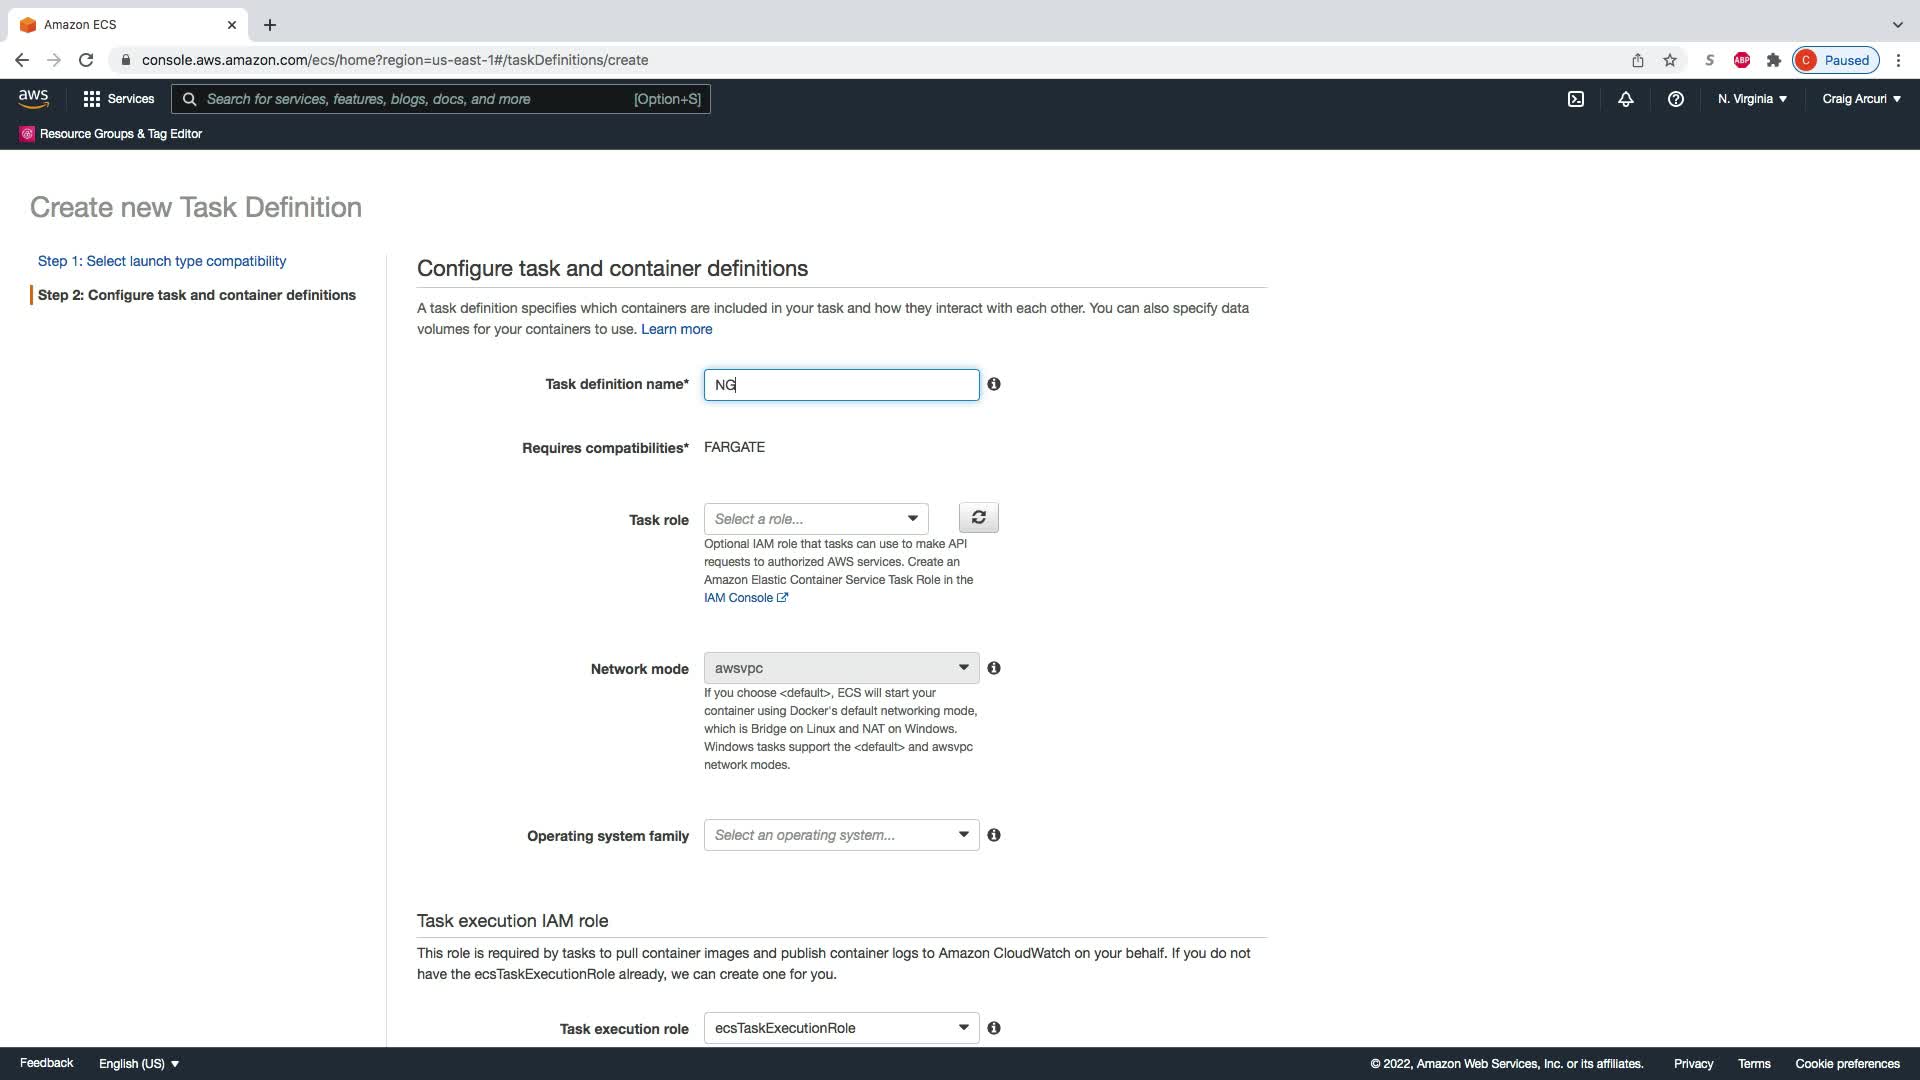 Amazon ECS
console.aws.amazon.com/ecs/home?region=us-east-1#/taskDefinitions/create
S
ABP
C
Paused
aws
Services
Search for services, features, blogs, docs, and more
[Option+S]
N. Virginia
Craig Arcuri
Resource Groups & Tag Editor
Create new Task Definition
Step 1: Select launch type compatibility
Step 2: Configure task and container definitions
Configure task and container definitions
A task definition specifies which containers are included in your task and how they interact with each other. You can also specify data
volumes for your containers to use. Learn more
Task definition name*
NG
Requires compatibilities*
FARGATE
Task role
Select a role...
Optional IAM role that tasks can use to make API
requests to authorized AWS services. Create an
Amazon Elastic Container Service Task Role in the
IAM Console
Network mode
awsvpc
If you choose <default>, ECS will start your
container using Docker's default networking mode,
which is Bridge on Linux and NAT on Windows.
Windows tasks support the <default> and awsvpc
network modes.
Operating system family
Select an operating system...
Task execution IAM role
This role is required by tasks to pull container images and publish container logs to Amazon CloudWatch on your behalf. If you do not
have the ecsTaskExecutionRole already, we can create one for you.
Task execution role
ecsTaskExecutionRole
Feedback
English (US)
© 2022, Amazon Web Services, Inc. or its affiliates.
Privacy
Terms
Cookie preferences